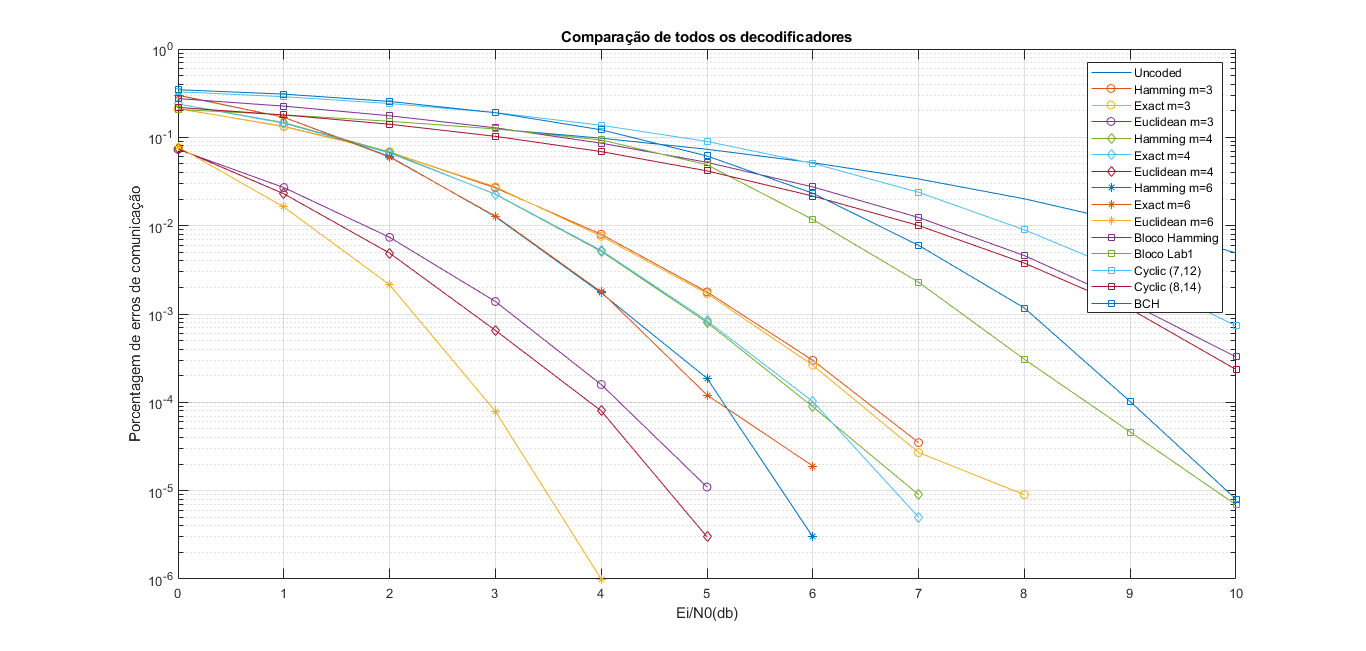 Comparação de todos os decodificadores
Porcentagem de erros de comunicação
10^0
10^-1
10^-2
10^-3
10^-4
10^-5
10^-6
0 1 2 3 4 5 6 7 8 9 10
Ei/N0(db)
Uncoded
Hamming m=3
Exact m=3
Euclidean m=3
Hamming m=4
Exact m=4
Euclidean m=4
Hamming m=6
Exact m=6
Euclidean m=6
Bloco Hamming
Bloco Lab1
Cyclic (7,12)
Cyclic (8,14)
BCH